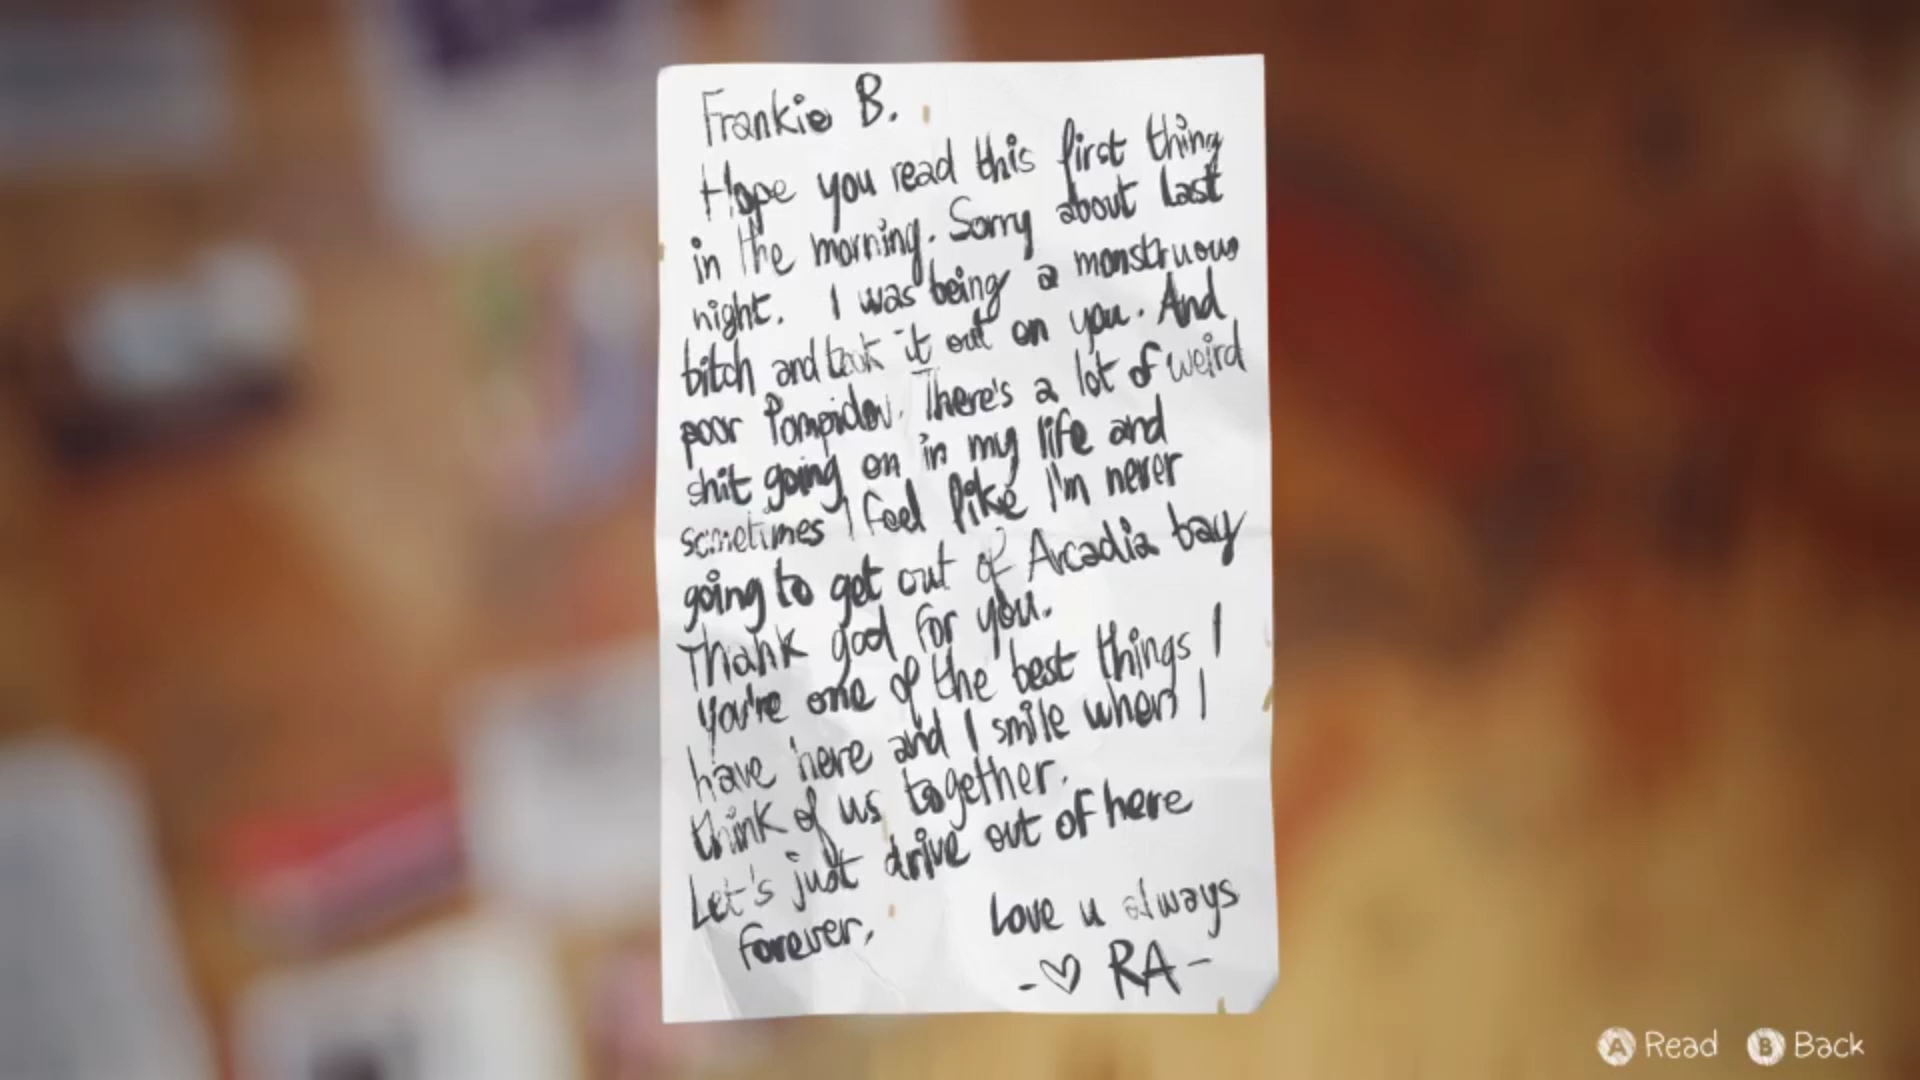 Frankie B.
Hope you read this first thing
in the morning. Sorry about last
night. I was being a monstruous
bitch and took it out on you. And
poor Pompidou. There's a lot of weird
shit going on in my life and
sometimes I feel like I'm never
going to get out of Arcadia bay
Thank god for you.
You're one of the best things I
have here and I smile when I
think of us together.
Let's just drive out of here
forever.
Love u always
-♡ RA-
A Read B Back